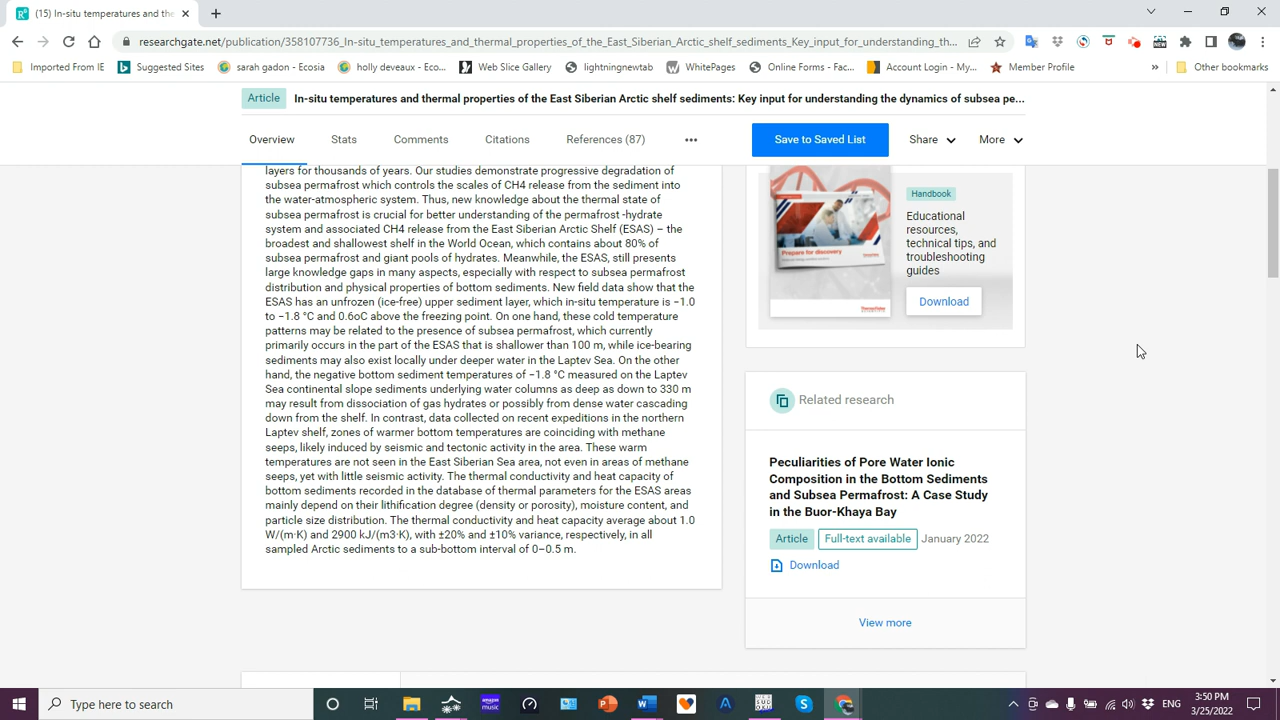 (15) In-situ temperatures and the
researchgate.net/publication/358107736_In-situ_temperatures_and_thermal_properties_of_the_East_Siberian_Arctic_shelf_sediments_Key_input_for_understanding_th...
Imported From IE
Suggested Sites
sarah gadon - Ecosia
holly deveaux - Eco...
Web Slice Gallery
lightningnewtab
WhitePages
Online Forms - Fac...
Account Login - My...
Member Profile
»
Other bookmarks
Article
In-situ temperatures and thermal properties of the East Siberian Arctic shelf sediments: Key input for understanding the dynamics of subsea pe...
Overview
Stats
Comments
Citations
References (87)
Save to Saved List
Share
More
layers for thousands of years. Our studies demonstrate progressive degradation of
subsea permafrost which controls the scales of CH4 release from the sediment into
the water-atmospheric system. Thus, new knowledge about the thermal state of
subsea permafrost is crucial for better understanding of the permafrost -hydrate
system and associated CH4 release from the East Siberian Arctic Shelf (ESAS) – the
broadest and shallowest shelf in the World Ocean, which contains about 80% of
subsea permafrost and giant pools of hydrates. Meanwhile, the ESAS, still presents
large knowledge gaps in many aspects, especially with respect to subsea permafrost
distribution and physical properties of bottom sediments. New field data show that the
ESAS has an unfrozen (ice-free) upper sediment layer, which in-situ temperature is −1.0
to −1.8 °C and 0.6oC above the freezing point. On one hand, these cold temperature
patterns may be related to the presence of subsea permafrost, which currently
primarily occurs in the part of the ESAS that is shallower than 100 m, while ice-bearing
sediments may also exist locally under deeper water in the Laptev Sea. On the other
hand, the negative bottom sediment temperatures of −1.8 °C measured on the Laptev
Sea continental slope sediments underlying water columns as deep as down to 330 m
may result from dissociation of gas hydrates or possibly from dense water cascading
down from the shelf. In contrast, data collected on recent expeditions in the northern
Laptev shelf, zones of warmer bottom temperatures are coinciding with methane
seeps, likely induced by seismic and tectonic activity in the area. These warm
temperatures are not seen in the East Siberian Sea area, not even in areas of methane
seeps, yet with little seismic activity. The thermal conductivity and heat capacity of
bottom sediments recorded in the database of thermal parameters for the ESAS areas
mainly depend on their lithification degree (density or porosity), moisture content, and
particle size distribution. The thermal conductivity and heat capacity average about 1.0
W/(m·K) and 2900 kJ/(m3·K), with ±20% and ±10% variance, respectively, in all
sampled Arctic sediments to a sub-bottom interval of 0–0.5 m.
Prepare for discovery
Handbook
Educational
resources,
technical tips, and
troubleshooting
guides
Download
Related research
Peculiarities of Pore Water Ionic
Composition in the Bottom Sediments
and Subsea Permafrost: A Case Study
in the Buor-Khaya Bay
Article
Full-text available
January 2022
Download
View more
Type here to search
ENG
3:50 PM
3/25/2022